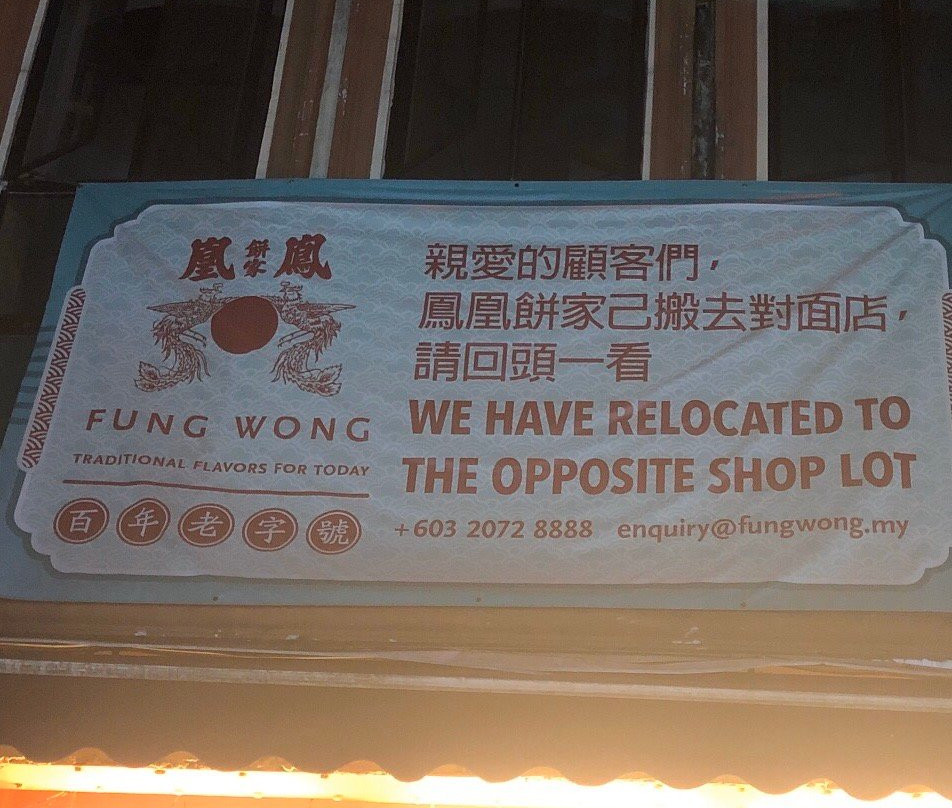 凰 餅家 鳳
FUNG WONG
TRADITIONAL FLAVORS FOR TODAY
百年老字號
親愛的顧客們，
鳳凰餅家己搬去對面店，
請回頭一看
WE HAVE RELOCATED TO
THE OPPOSITE SHOP LOT
+603 2072 8888 enquiry@fungwong.my